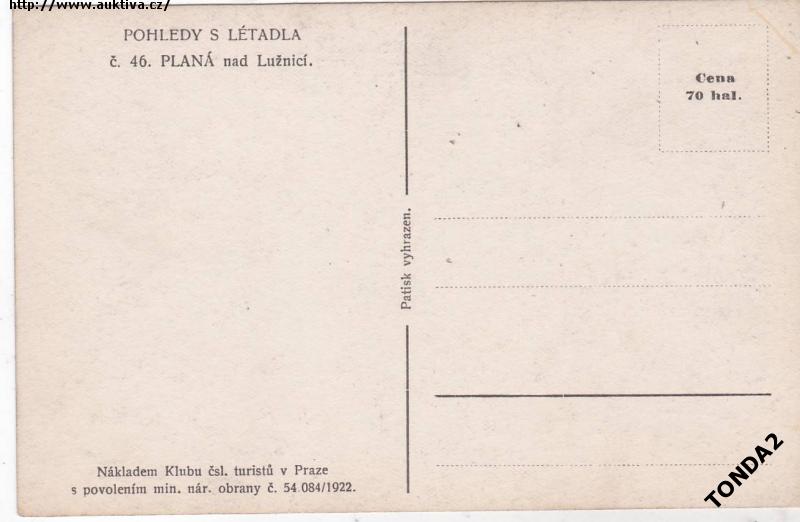 http://www.auktiva.cz/
POHLEDY S LÉTADLA
č. 46. PLANÁ nad Lužnicí.
Cena
70 hal.
Patisk vyhrazen.
Nákladem Klubu čsl. turistů v Praze
s povolením min. nár. obrany č. 54.084/1922.
TONDA2